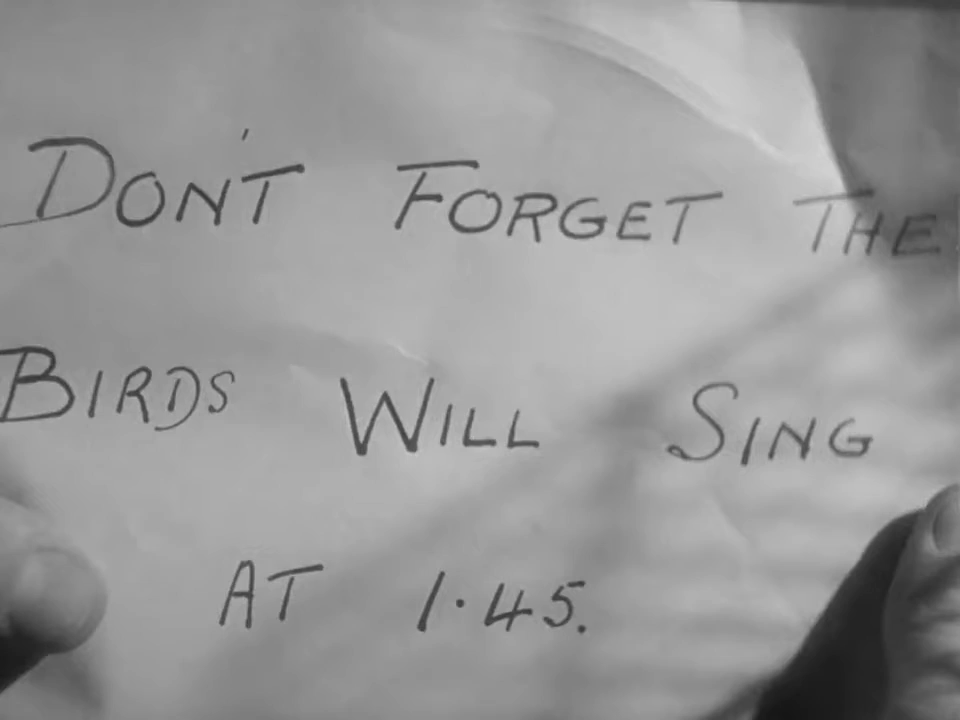 DON'T FORGET THE
BIRDS WILL SING
AT 1·45.